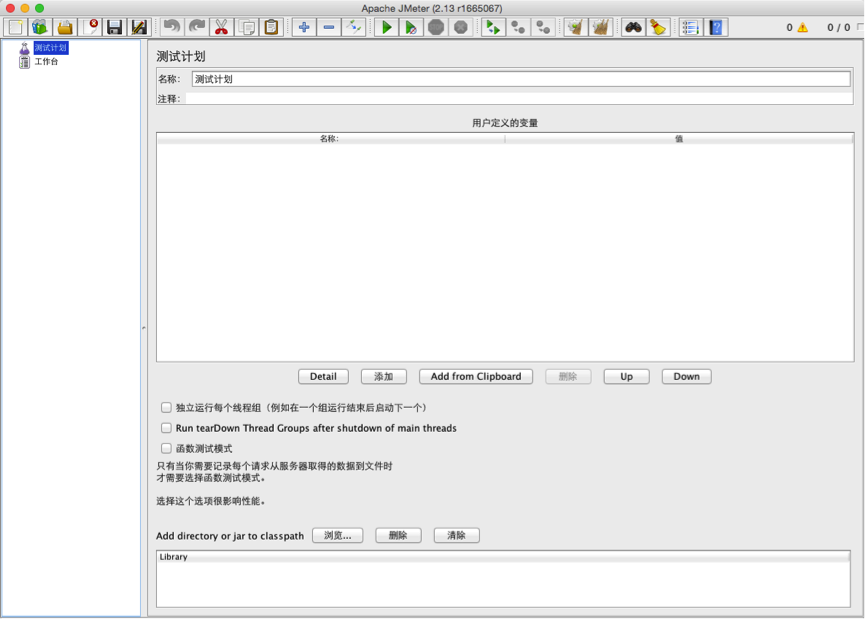 Apache JMeter (2.13 r1665067)
0
0 / 0
测试计划
工作台
测试计划
名称: 测试计划
注释:
用户定义的变量
名称: 值
Detail 添加 Add from Clipboard 删除 Up Down
独立运行每个线程组（例如在一个组运行结束后启动下一个）
Run tearDown Thread Groups after shutdown of main threads
函数测试模式
只有当你需要记录每个请求从服务器取得的数据到文件时
才需要选择函数测试模式。
选择这个选项很影响性能。
Add directory or jar to classpath 浏览... 删除 清除
Library